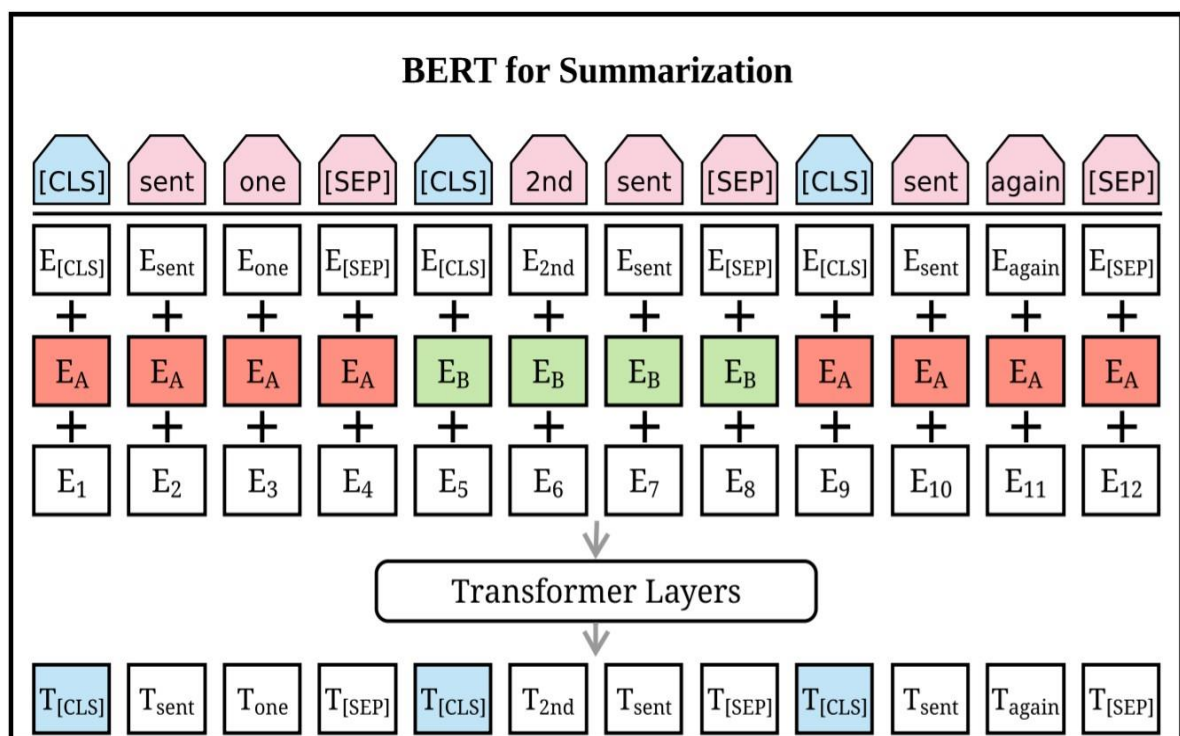 BERT for Summarization
[CLS] sent one [SEP] [CLS] 2nd sent [SEP] [CLS] sent again [SEP]
E[CLS] Esent Eone E[SEP] E[CLS] E2nd Esent E[SEP] E[CLS] Esent Eagain E[SEP]
+ + + + + + + + + + + +
EA EA EA EA EB EB EB EB EA EA EA EA
+ + + + + + + + + + + +
E1 E2 E3 E4 E5 E6 E7 E8 E9 E10 E11 E12
Transformer Layers
T[CLS] Tsent Tone T[SEP] T[CLS] T2nd Tsent T[SEP] T[CLS] Tsent Tagain T[SEP]